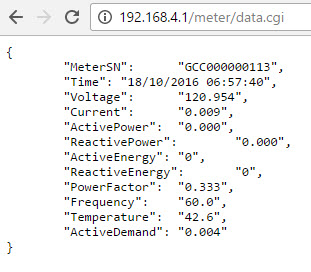 192.168.4.1/meter/data.cgi
{
"MeterSN": "GCC000000113",
"Time": "18/10/2016 06:57:40",
"Voltage": "120.954",
"Current": "0.009",
"ActivePower": "0.000",
"ReactivePower": "0.000",
"ActiveEnergy": "0",
"ReactiveEnergy": "0",
"PowerFactor": "0.333",
"Frequency": "60.0",
"Temperature": "42.6",
"ActiveDemand": "0.004"
}